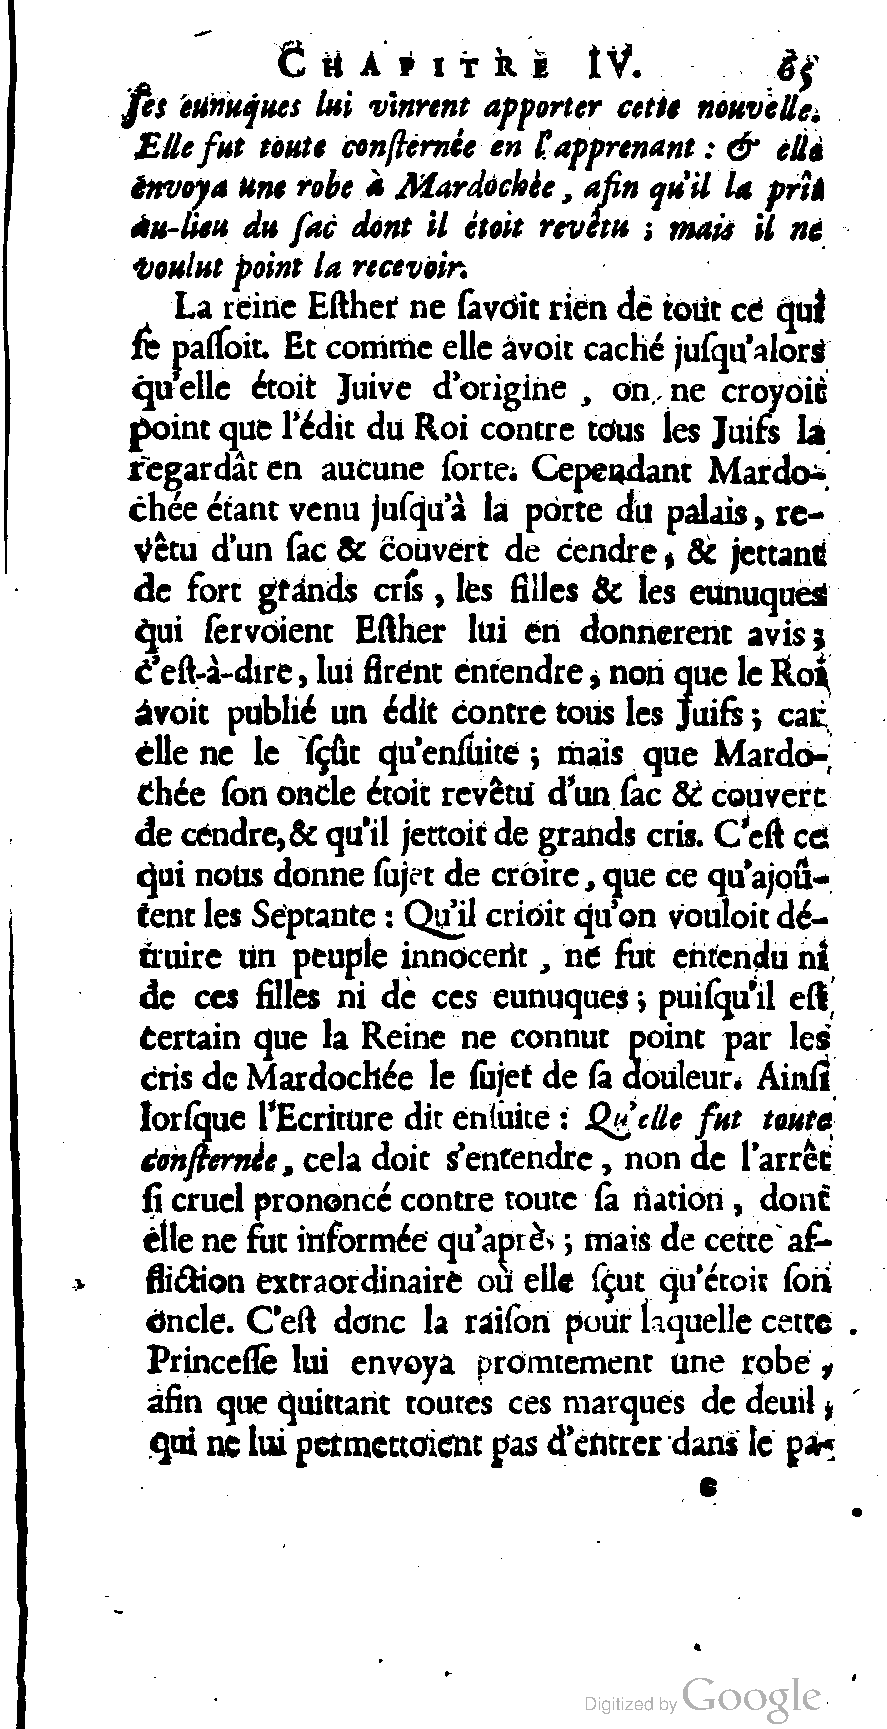 CHAPITRE IV. 65
ſes eunuques lui vinrent apporter cette nouvelle.
Elle fut toute conſternée en l'apprenant : & elle
envoya une robe à Mardochée, afin qu'il la prît
au-lieu du ſac dont il étoit revêtu ; mais il ne
voulut point la recevoir.
La reine Eſther ne ſavoit rien de tout ce qui
ſe paſſoit. Et comme elle avoit caché juſqu'alors
qu'elle étoit Juive d'origine , on ne croyoit
point que l'édit du Roi contre tous les Juifs la
regardât en aucune ſorte. Cependant Mardo-
chée étant venu juſqu'à la porte du palais, re-
vêtu d'un ſac & couvert de cendre, & jettant
de fort grands cris , les filles & les eunuques
qui ſervoient Eſther lui en donnerent avis ;
c'eſt-à-dire, lui firent entendre, non que le Roi
avoit publié un édit contre tous les Juifs ; car
elle ne le ſçût qu'enſuite ; mais que Mardo-
chée ſon oncle étoit revêtu d'un ſac & couvert
de cendre, & qu'il jettoit de grands cris. C'eſt ce
qui nous donne ſujet de croire, que ce qu'ajoû-
tent les Septante : Qu'il crioit qu'on vouloit dé-
truire un peuple innocent , ne fut entendu ni
de ces filles ni de ces eunuques ; puiſqu'il eſt
certain que la Reine ne connut point par les
cris de Mardochée le ſujet de ſa douleur. Ainſi
lorſque l'Ecriture dit enſuite : Qu'elle fut toute
conſternée, cela doit s'entendre , non de l'arrêt
ſi cruel prononcé contre toute ſa nation , dont
elle ne fut informée qu'après ; mais de cette af-
fliction extraordinaire où elle ſçut qu'étoit ſon
oncle. C'eſt donc la raiſon pour laquelle cette
Princeſſe lui envoya promtement une robe ,
afin que quittant toutes ces marques de deuil ,
qui ne lui permettoient pas d'entrer dans le pa-
e
Digitized by Google